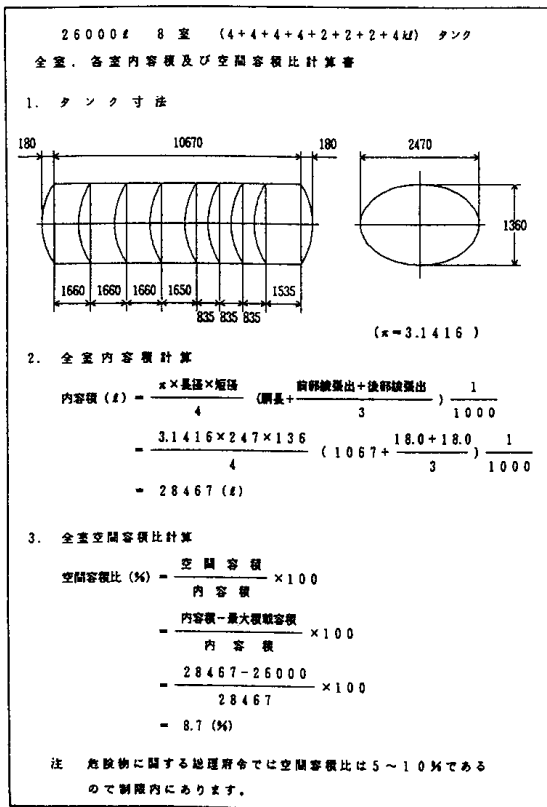 26000ℓ 8室 (4+4+4+4+2+2+2+4㎘) タンク
全室、各室内容積及び空間容積比計算書
1. タンク寸法
180 10670 180
2470
1360
1660 1660 1660 1650 835 835 835 1535
(π=3.1416)
2. 全室内容積計算
内容積(ℓ) = π×長径×短径 / 4 (胴長+ 前部鏡張出+後部鏡張出 / 3 ) 1 / 1000
= 3.1416×247×136 / 4 (1067+ 18.0+18.0 / 3 ) 1 / 1000
= 28467(ℓ)
3. 全室空間容積比計算
空間容積比(%) = 空間容積 / 内容積 ×100
= 内容積-最大積載容積 / 内容積 ×100
= 28467-26000 / 28467 ×100
= 8.7(%)
注 危険物に関する総理府令では空間容積比は5~10%である
ので制限内にあります。